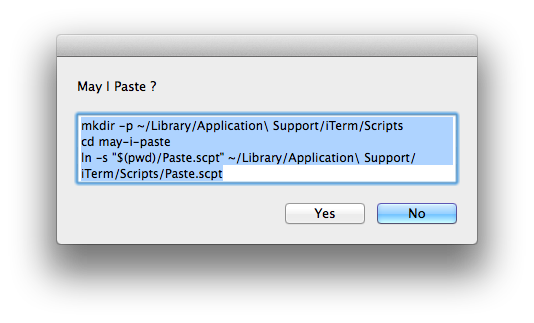 May I Paste ?
mkdir -p ~/Library/Application\ Support/iTerm/Scripts
cd may-i-paste
ln -s "$(pwd)/Paste.scpt" ~/Library/Application\ Support/
iTerm/Scripts/Paste.scpt
Yes No